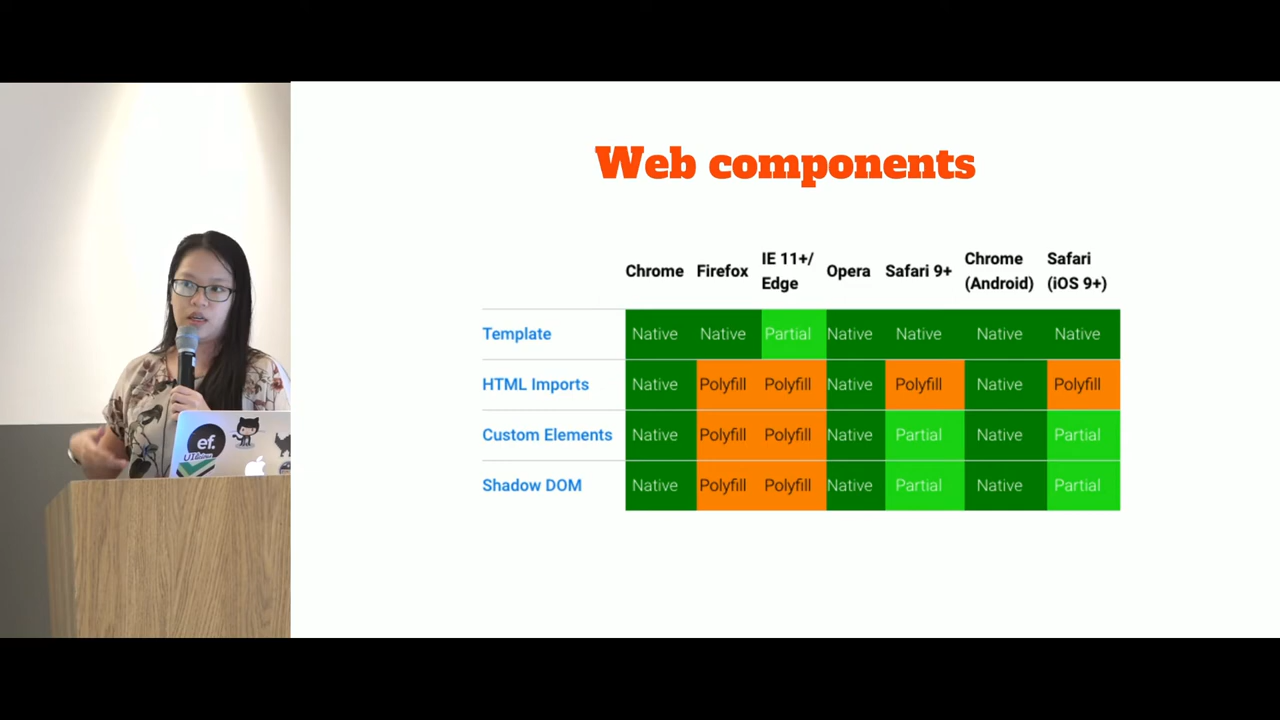 Web components
Chrome Firefox IE 11+/ Edge Opera Safari 9+ Chrome (Android) Safari (iOS 9+)
Template Native Native Partial Native Native Native Native
HTML Imports Native Polyfill Polyfill Native Polyfill Native Polyfill
Custom Elements Native Polyfill Polyfill Native Partial Native Partial
Shadow DOM Native Polyfill Polyfill Native Partial Native Partial
ef.